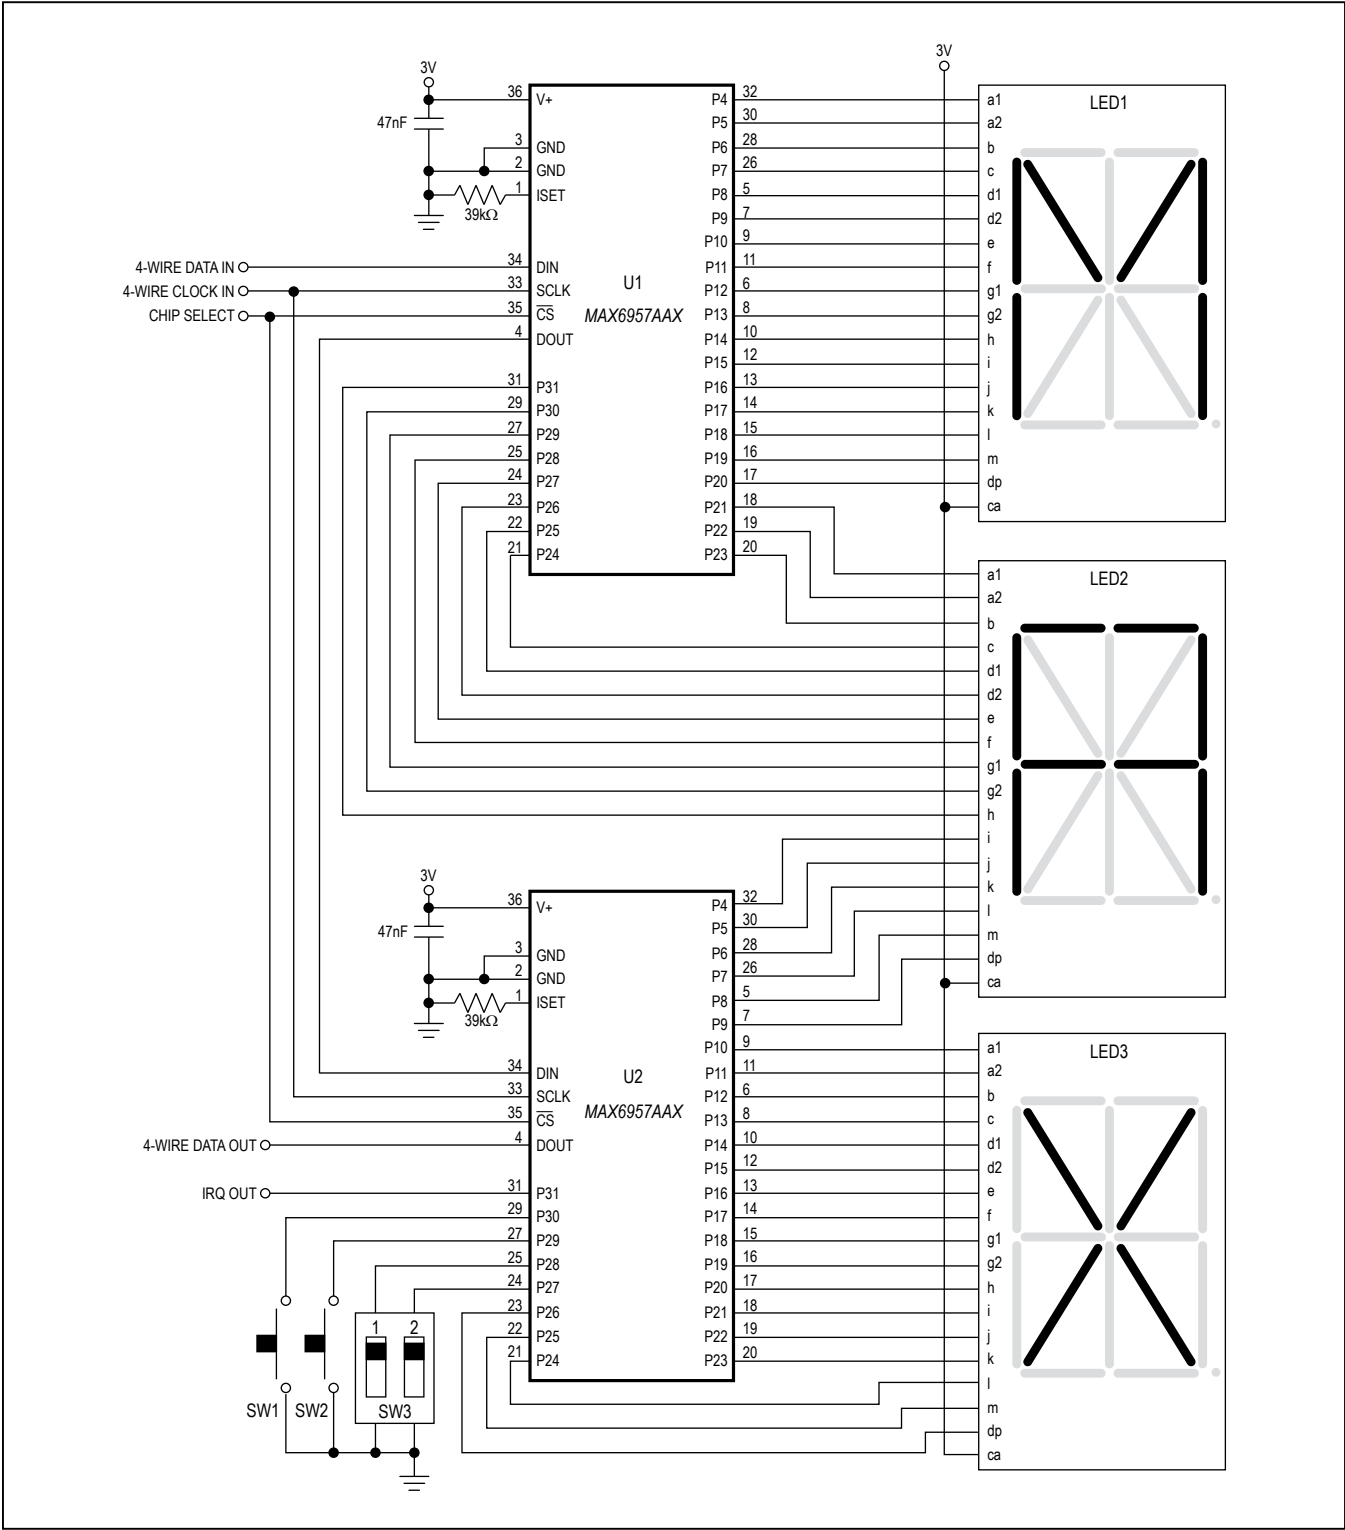 3V
36 V+
47nF
3 GND
2 GND
1 ISET
39kΩ
4-WIRE DATA IN 34 DIN
4-WIRE CLOCK IN 33 SCLK
CHIP SELECT 35 CS
4 DOUT
31 P31
29 P30
27 P29
25 P28
24 P27
23 P26
22 P25
21 P24
U1
MAX6957AAX
P4 32
P5 30
P6 28
P7 26
P8 5
P9 7
P10 9
P11 11
P12 6
P13 8
P14 10
P15 12
P16 13
P17 14
P18 15
P19 16
P20 17
P21 18
P22 19
P23 20
3V
LED1
a1
a2
b
c
d1
d2
e
f
g1
g2
h
i
j
k
l
m
dp
ca
LED2
a1
a2
b
c
d1
d2
e
f
g1
g2
h
i
j
k
l
m
dp
ca
3V
36 V+
47nF
3 GND
2 GND
1 ISET
39kΩ
34 DIN
33 SCLK
35 CS
4-WIRE DATA OUT 4 DOUT
IRQ OUT 31 P31
29 P30
27 P29
25 P28
24 P27
23 P26
22 P25
21 P24
1 2
SW1 SW2 SW3
U2
MAX6957AAX
P4 32
P5 30
P6 28
P7 26
P8 5
P9 7
P10 9
P11 11
P12 6
P13 8
P14 10
P15 12
P16 13
P17 14
P18 15
P19 16
P20 17
P21 18
P22 19
P23 20
LED3
a1
a2
b
c
d1
d2
e
f
g1
g2
h
i
j
k
l
m
dp
ca